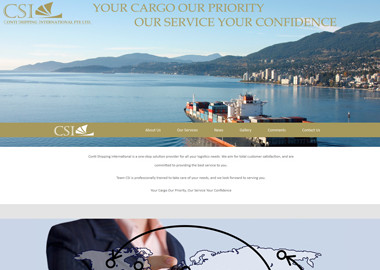 CSI
COVEI SHIPPING INTERNATIONAL PTE LTD.
YOUR CARGO OUR PRIORITY
OUR SERVICE YOUR CONFIDENCE
CSI
About Us Our Services News Gallery Comments Contact Us
Covei Shipping International is a one-stop solution provider for all your logistics needs. We aim for total customer satisfaction, and are
committed to providing the best service to you.
Team CSI is professionally trained to take care of your needs, and we look forward to serving you.
Your Cargo Our Priority, Our Service Your Confidence